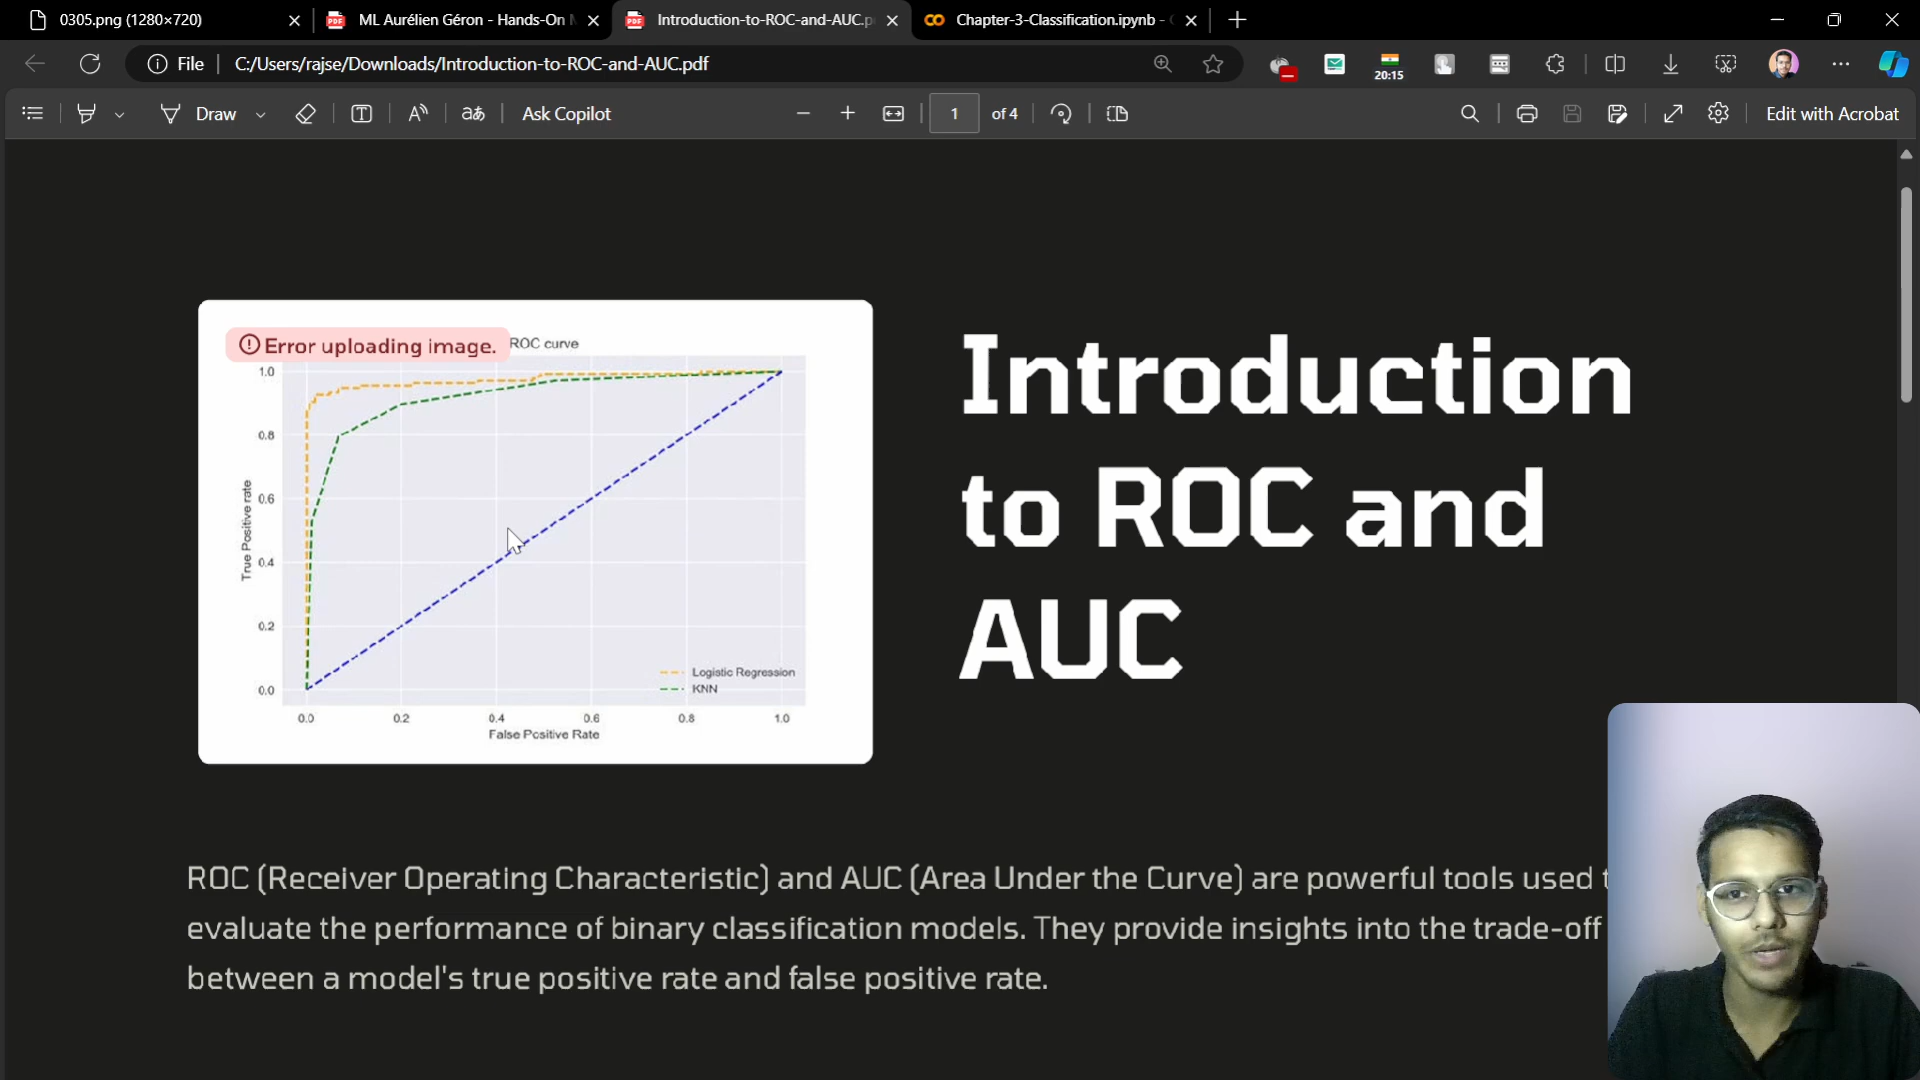 0305.png (1280×720)
ML Aurélien Géron - Hands-On
Introduction-to-ROC-and-AUC.p
Chapter-3-Classification.ipynb -
File
C:/Users/rajse/Downloads/Introduction-to-ROC-and-AUC.pdf
20:15
Draw
aあ
Ask Copilot
1
of 4
Edit with Acrobat
Error uploading image.
ROC curve
1.0
0.8
0.6
0.4
0.2
0.0
True Positive rate
Logistic Regression
KNN
0.0 0.2 0.4 0.6 0.8 1.0
False Positive Rate
Introduction
to ROC and
AUC
ROC (Receiver Operating Characteristic) and AUC (Area Under the Curve) are powerful tools used
evaluate the performance of binary classification models. They provide insights into the trade-off
between a model's true positive rate and false positive rate.